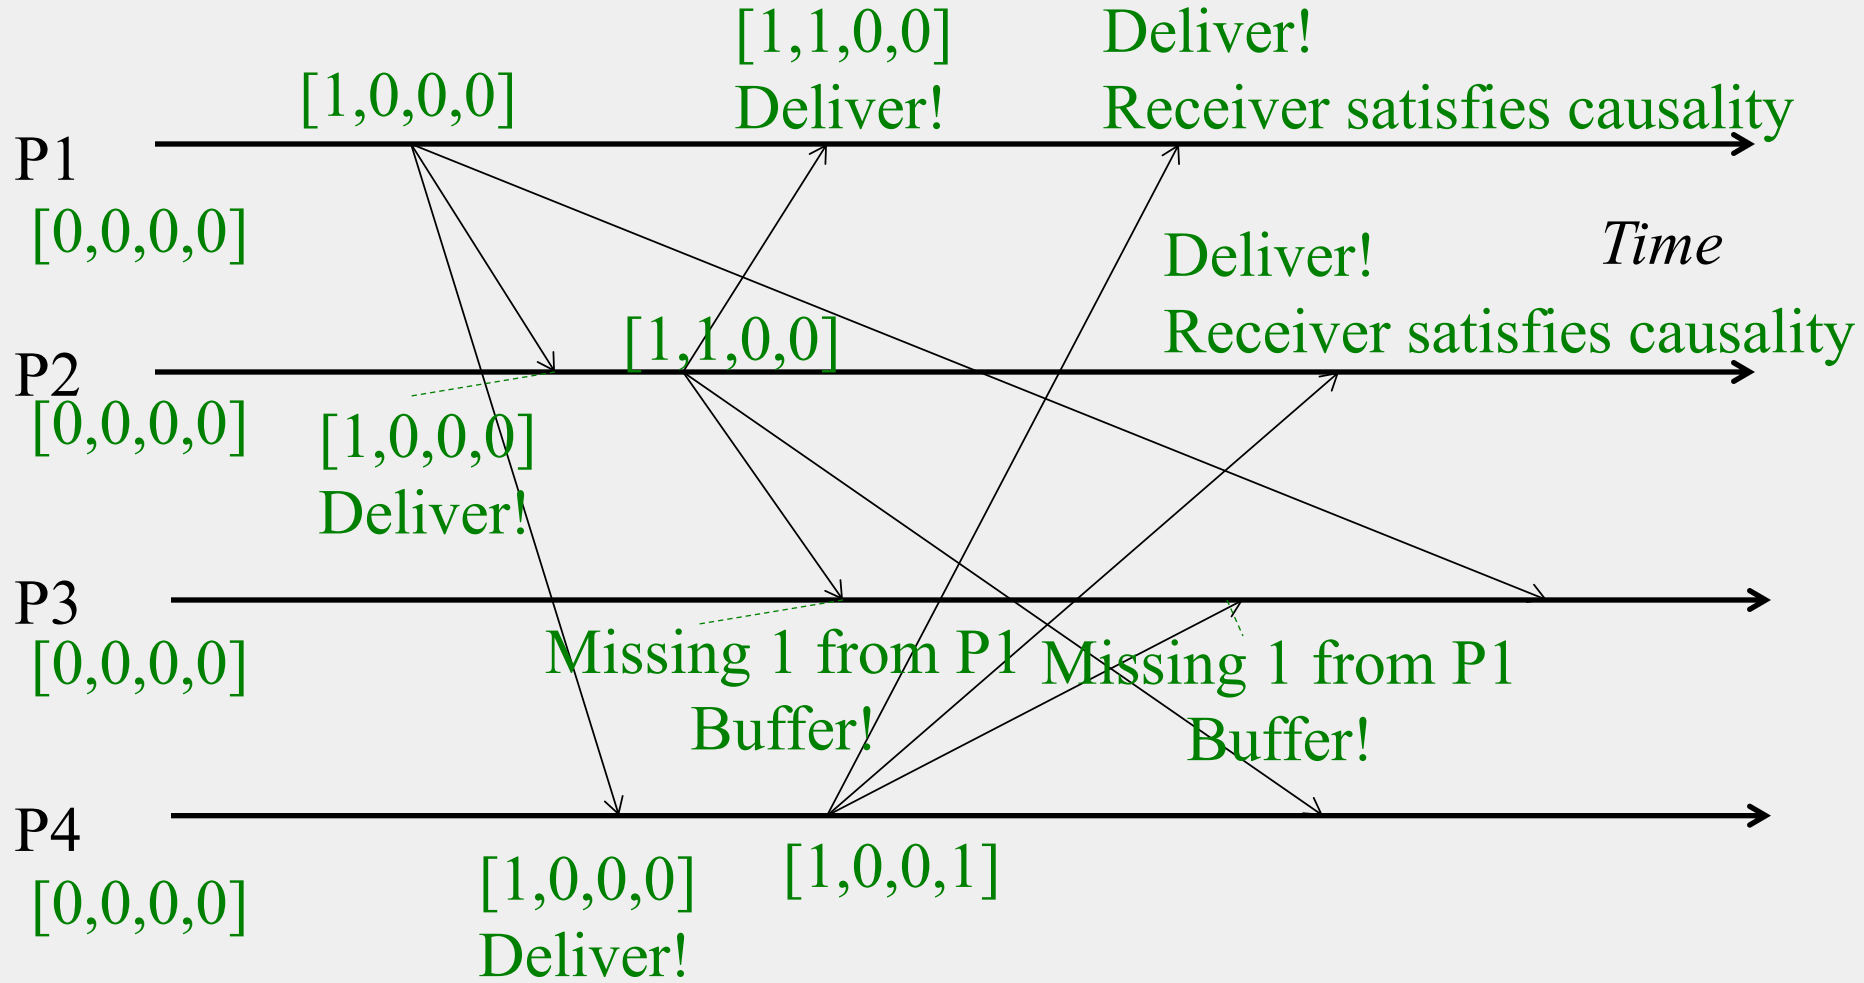 [1,1,0,0]
Deliver!
Deliver!
Receiver satisfies causality
[1,0,0,0]
P1
[0,0,0,0]
Time
Deliver!
Receiver satisfies causality
[1,1,0,0]
P2
[0,0,0,0]
[1,0,0,0]
Deliver!
P3
[0,0,0,0]
Missing 1 from P1
Buffer!
Missing 1 from P1
Buffer!
P4
[0,0,0,0]
[1,0,0,0]
Deliver!
[1,0,0,1]